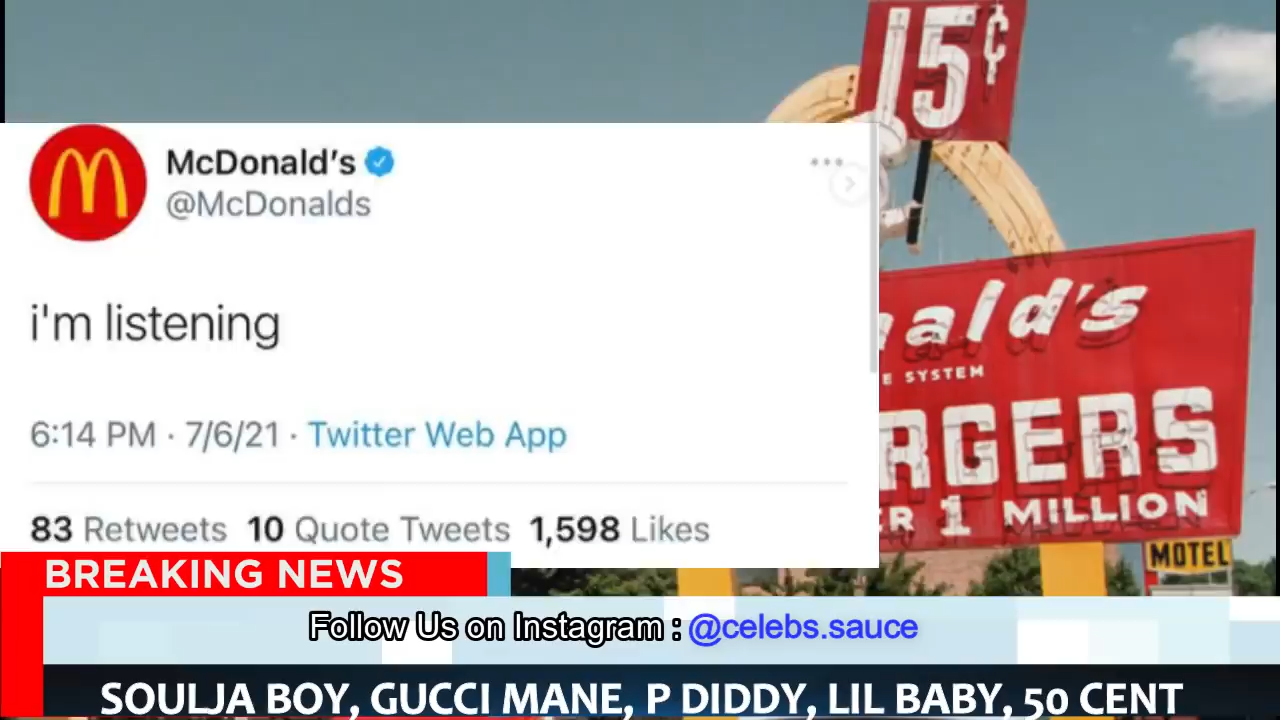 15¢
McDonald's
@McDonalds
i'm listening
6:14 PM · 7/6/21 · Twitter Web App
83 Retweets 10 Quote Tweets 1,598 Likes
ald's
E SYSTEM
RGERS
R 1 MILLION
MOTEL
BREAKING NEWS
Follow Us on Instagram : @celebs.sauce
SOULJA BOY, GUCCI MANE, P DIDDY, LIL BABY, 50 CENT